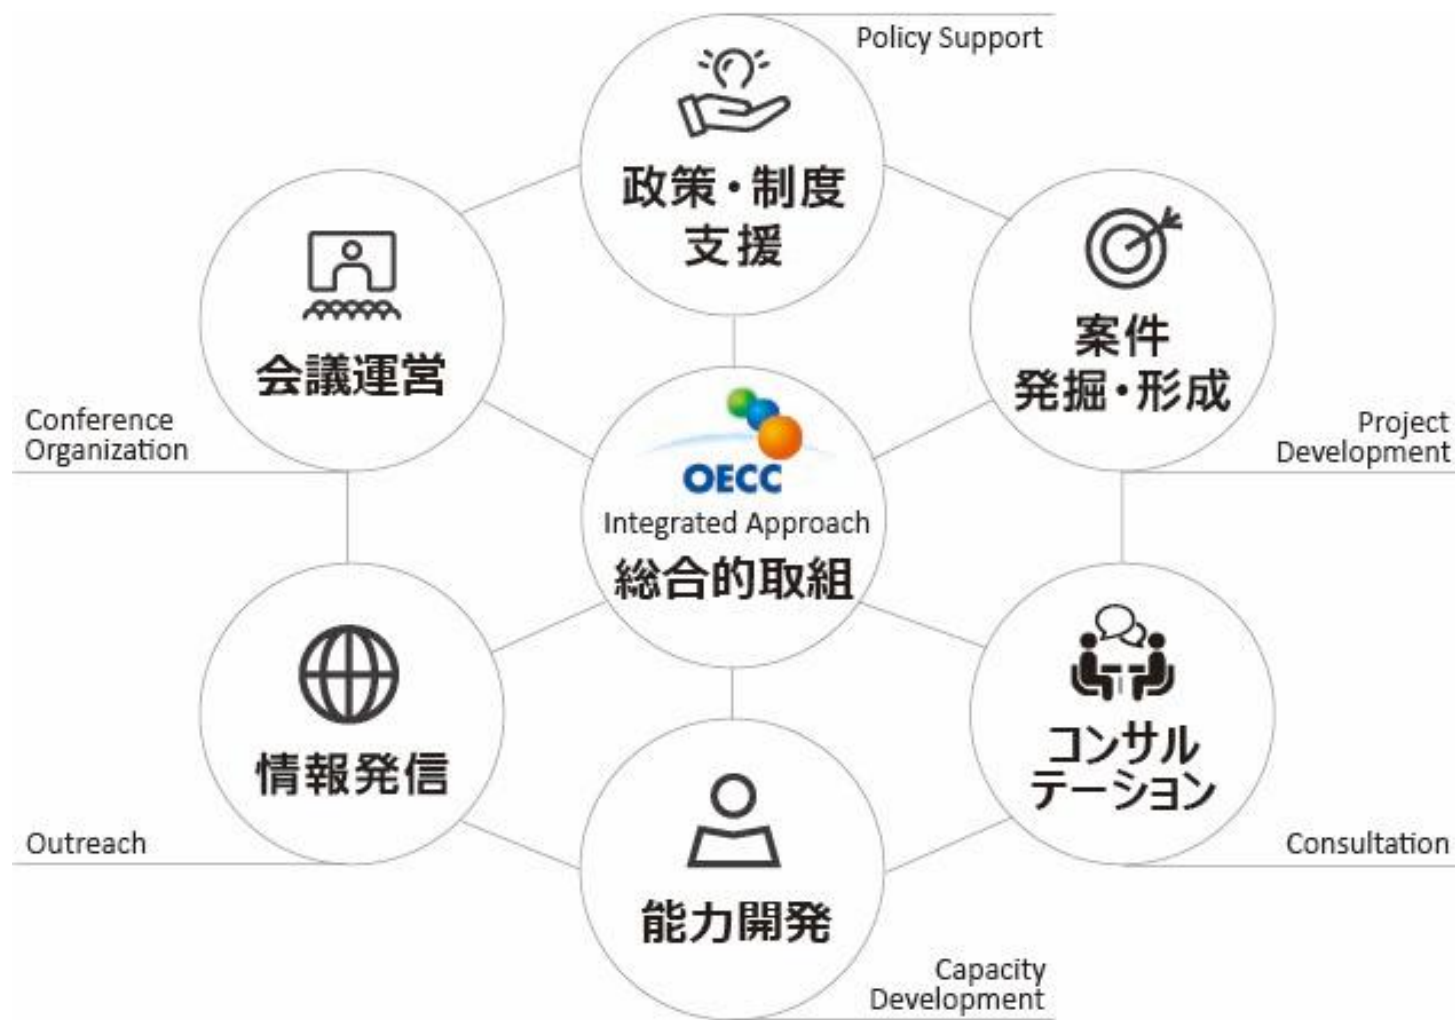 Policy Support
政策・制度
支援
会議運営
Conference
Organization
案件
発掘・形成
Project
Development
OECC
Integrated Approach
総合的取組
情報発信
Outreach
コンサル
テーション
Consultation
能力開発
Capacity
Development